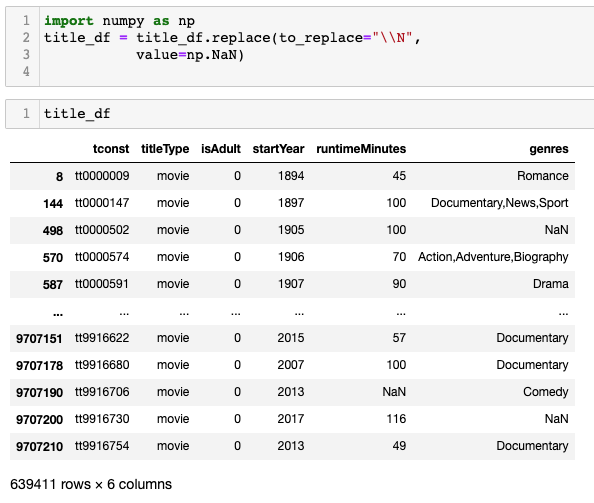 1 import numpy as np
2 title_df = title_df.replace(to_replace="\\N",
3            value=np.NaN)
4
1 title_df
tconst titleType isAdult startYear runtimeMinutes genres
8 tt0000009 movie 0 1894 45 Romance
144 tt0000147 movie 0 1897 100 Documentary,News,Sport
498 tt0000502 movie 0 1905 100 NaN
570 tt0000574 movie 0 1906 70 Action,Adventure,Biography
587 tt0000591 movie 0 1907 90 Drama
... ... ... ... ... ... ...
9707151 tt9916622 movie 0 2015 57 Documentary
9707178 tt9916680 movie 0 2007 100 Documentary
9707190 tt9916706 movie 0 2013 NaN Comedy
9707200 tt9916730 movie 0 2017 116 NaN
9707210 tt9916754 movie 0 2013 49 Documentary
639411 rows × 6 columns